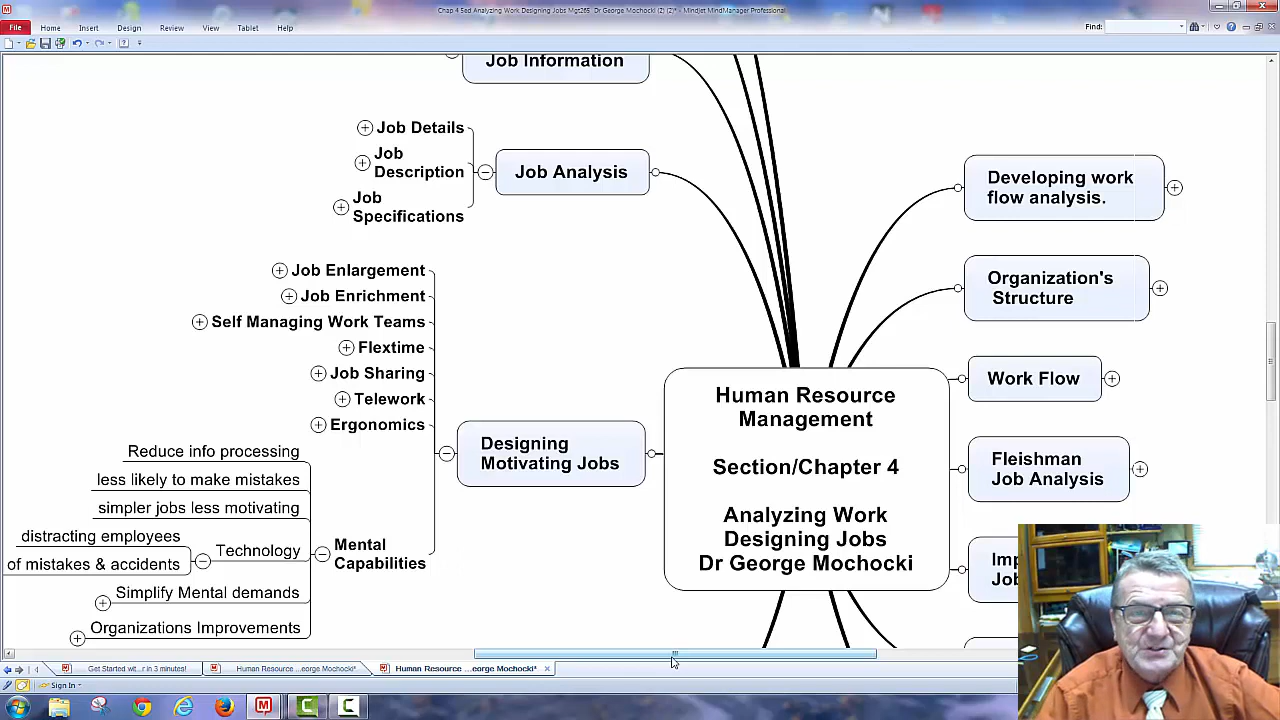 Chap 4 5ed Analyzing Work Designing Jobs Mgt265 Dr George Mochocki (2) (2)* - Mindjet MindManager Professional
File
Home
Insert
Design
Review
View
Tablet
Help
Find:
Job Information
Job Details
Job
Description
Job
Specifications
Job Analysis
Job Enlargement
Job Enrichment
Self Managing Work Teams
Flextime
Job Sharing
Telework
Ergonomics
Reduce info processing
less likely to make mistakes
simpler jobs less motivating
distracting employees
of mistakes & accidents
Technology
Simplify Mental demands
Organizations Improvements
Mental
Capabilities
Designing
Motivating Jobs
Human Resource
Management
Section/Chapter 4
Analyzing Work
Designing Jobs
Dr George Mochocki
Developing work
flow analysis.
Organization's
Structure
Work Flow
Fleishman
Job Analysis
Get Started wit...r in 3 minutes!
Human Resource ...eorge Mochocki*
Human Resource ...eorge Mochocki*
Sign In